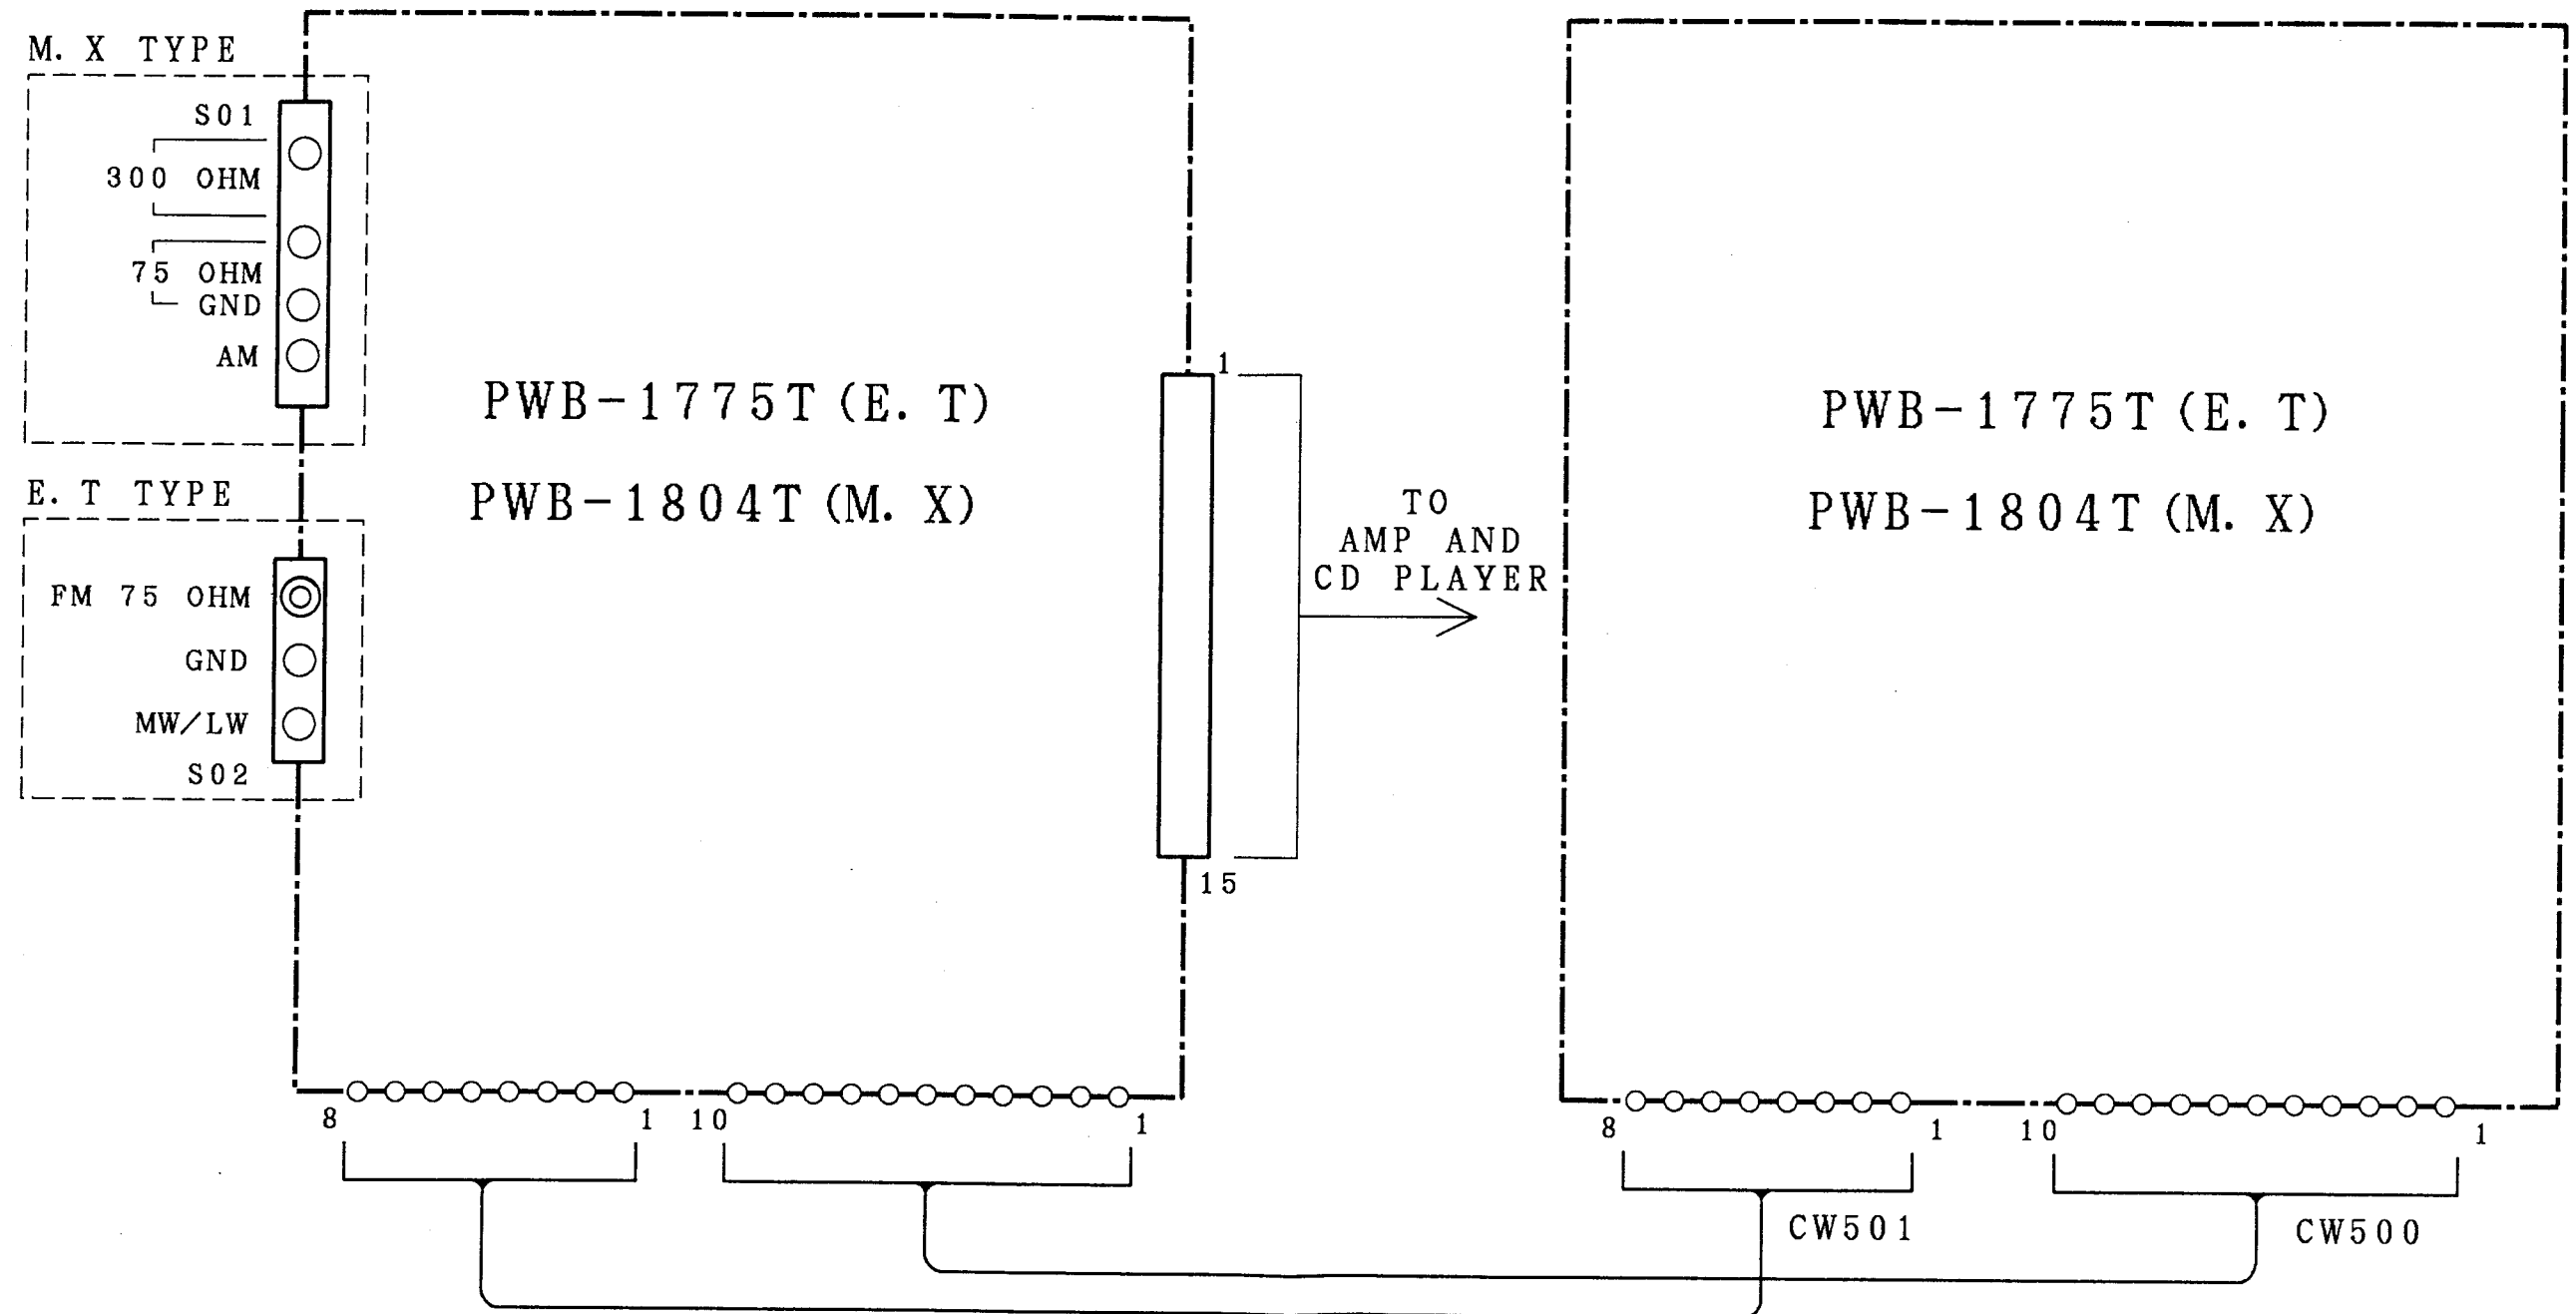 M. X TYPE
S01
300 OHM
75 OHM
GND
AM
E. T TYPE
FM 75 OHM
GND
MW/LW
S02
PWB-1775T (E. T)
PWB-1804T (M. X)
1
15
TO
AMP AND
CD PLAYER
PWB-1775T (E. T)
PWB-1804T (M. X)
8 1 10 1
8 1 10 1
CW501
CW500